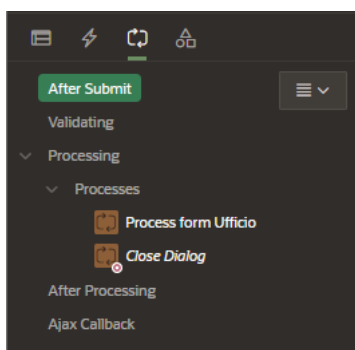 After Submit
Validating
Processing
Processes
Process form Ufficio
Close Dialog
After Processing
Ajax Callback